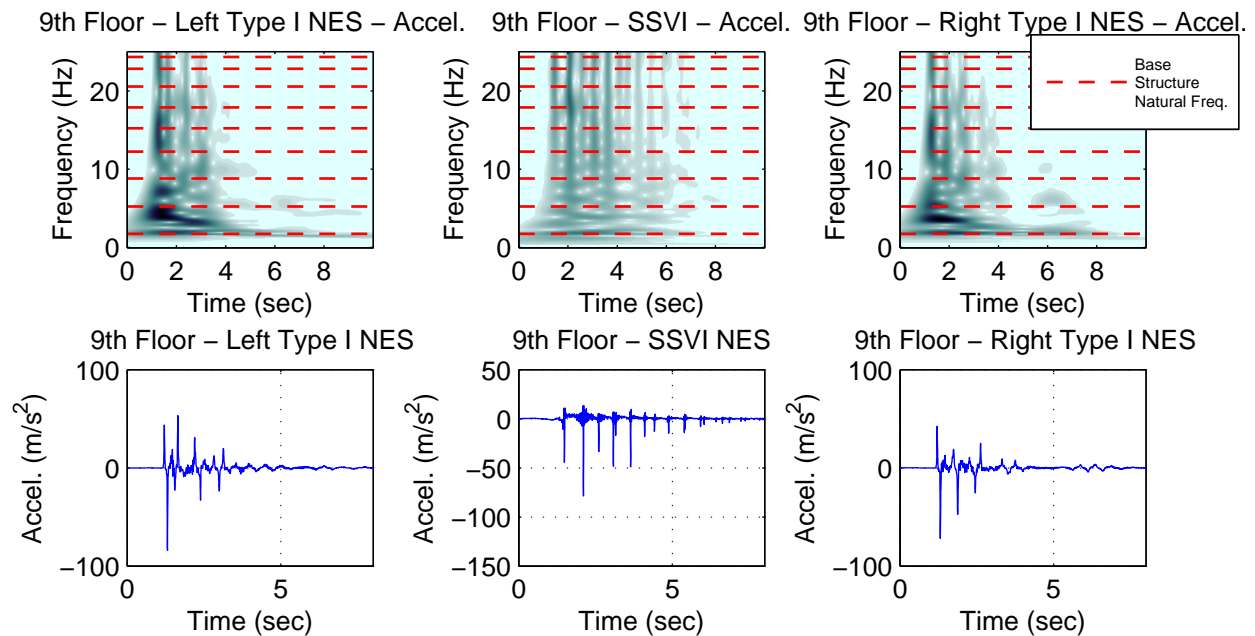 9th Floor – Left Type I NES – Accel.
9th Floor – SSVI – Accel.
9th Floor – Right Type I NES – Accel.
Base
Structure
Natural Freq.
Frequency (Hz)
20
10
0
0 2 4 6 8
Time (sec)
Frequency (Hz)
20
10
0
0 2 4 6 8
Time (sec)
Frequency (Hz)
20
10
0
0 2 4 6 8
Time (sec)
9th Floor – Left Type I NES
Accel. (m/s²)
100
0
−100
0 5
Time (sec)
9th Floor – SSVI NES
Accel. (m/s²)
50
0
−50
−100
−150
0 5
Time (sec)
9th Floor – Right Type I NES
Accel. (m/s²)
100
0
−100
0 5
Time (sec)